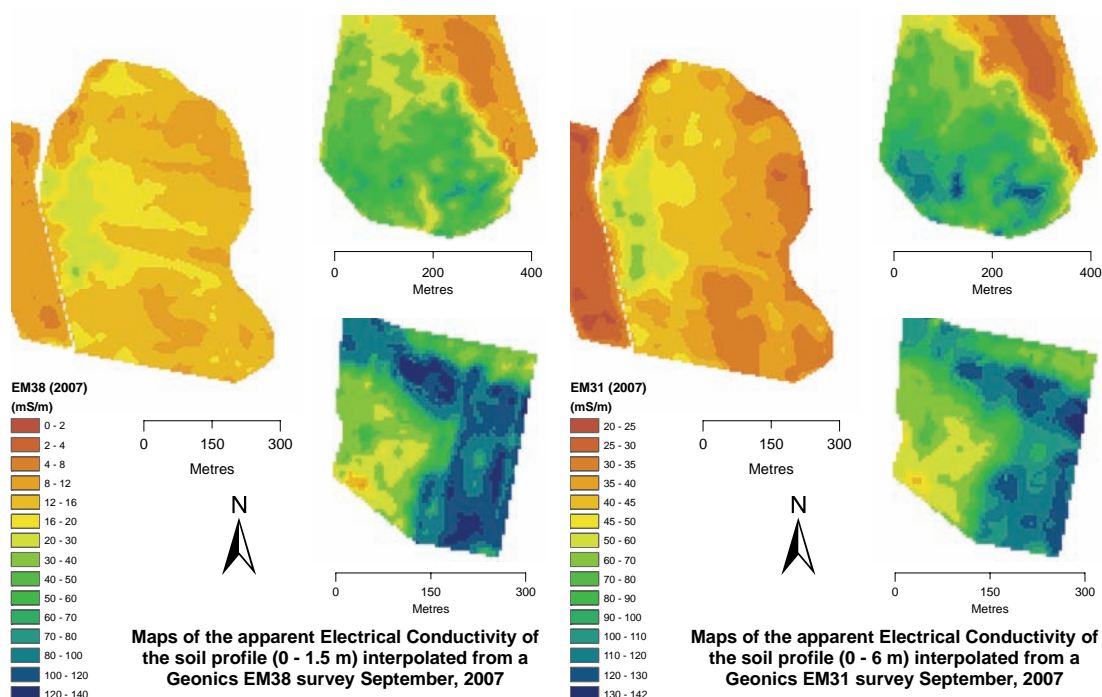 0 200 400
Metres
0 200 400
Metres
EM38 (2007)
(mS/m)
0 - 2
2 - 4
4 - 8
8 - 12
12 - 16
16 - 20
20 - 30
30 - 40
40 - 50
50 - 60
60 - 70
70 - 80
80 - 100
100 - 120
120 - 140
0 150 300
Metres
N
0 150 300
Metres
Maps of the apparent Electrical Conductivity of
the soil profile (0 - 1.5 m) interpolated from a
Geonics EM38 survey September, 2007
EM31 (2007)
(mS/m)
20 - 25
25 - 30
30 - 35
35 - 40
40 - 45
45 - 50
50 - 60
60 - 70
70 - 80
80 - 90
90 - 100
100 - 110
110 - 120
120 - 130
130 - 142
0 150 300
Metres
N
0 150 300
Metres
Maps of the apparent Electrical Conductivity of
the soil profile (0 - 6 m) interpolated from a
Geonics EM31 survey September, 2007